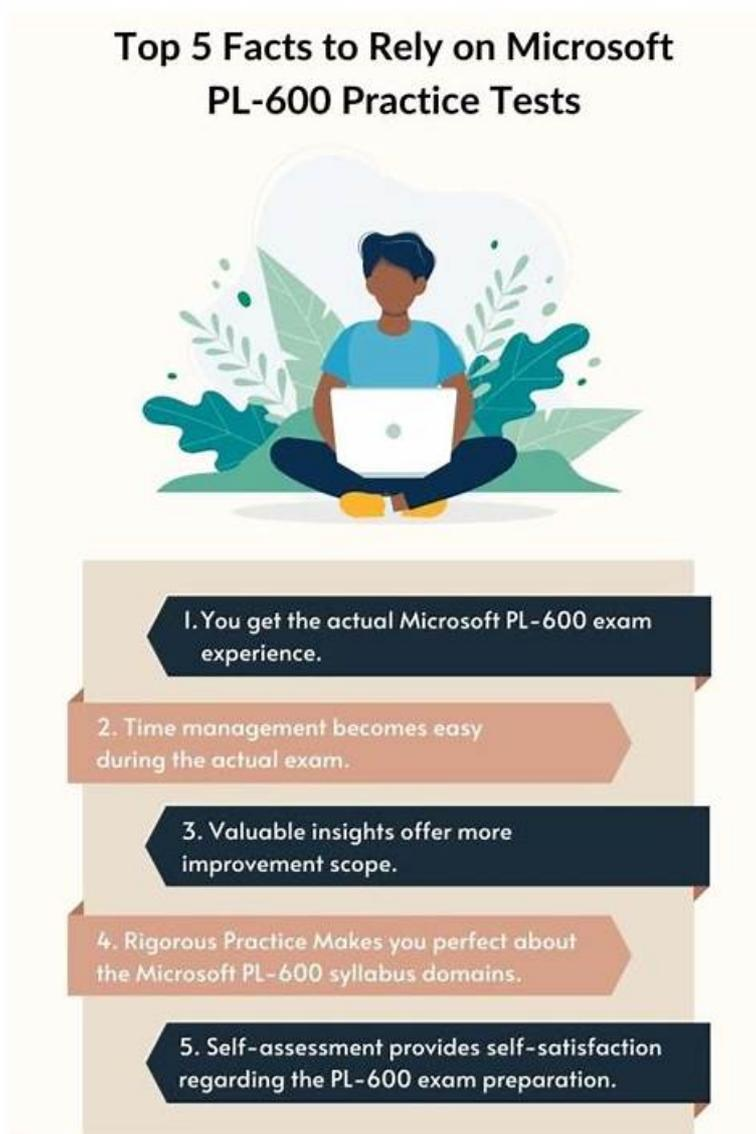 Top 5 Facts to Rely on Microsoft
PL-600 Practice Tests
1. You get the actual Microsoft PL-600 exam
experience.
2. Time management becomes easy
during the actual exam.
3. Valuable insights offer more
improvement scope.
4. Rigorous Practice Makes you perfect about
the Microsoft PL-600 syllabus domains.
5. Self-assessment provides self-satisfaction
regarding the PL-600 exam preparation.